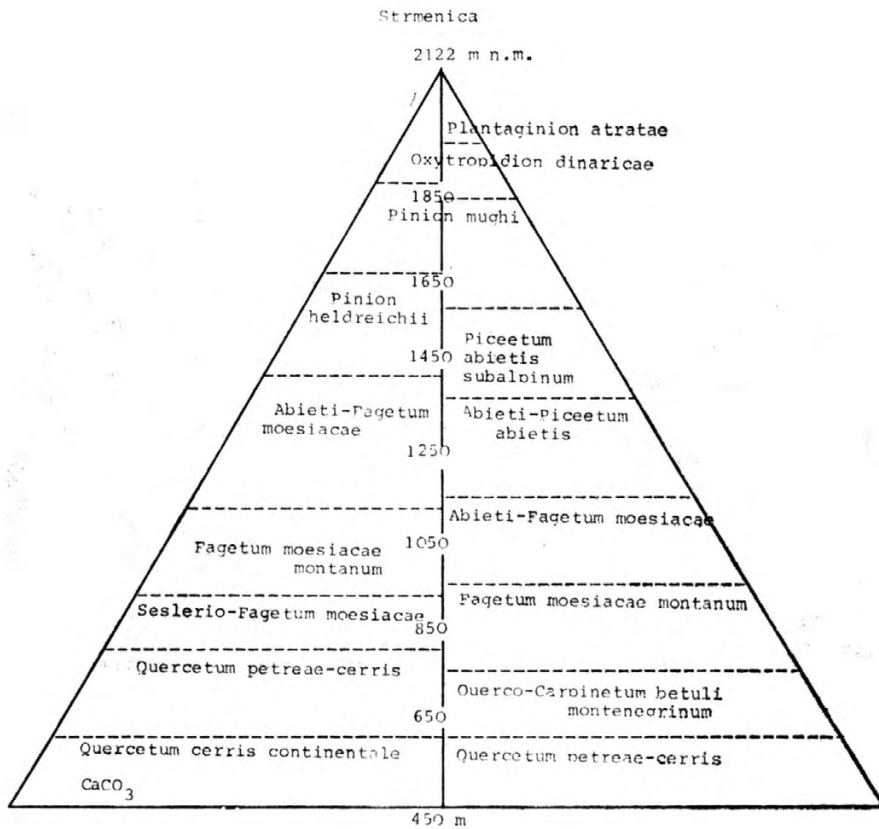 Strmenica
2122 m n.m.
Plantaginion atratae
Oxytropidion dinaricae
1850
Pinion mughi
1650
Pinion
heldreichii
Piceetum
abietis
subalpinum
1450
Abieti-Fagetum
moesiacae
Abieti-Piceetum
abietis
1250
Abieti-Fagetum moesiacae
1050
Fagetum moesiacae
montanum
Fagetum moesiacae montanum
Seslerio-Fagetum moesiacae
850
Quercetum petreae-cerris
Querco-Carpinetum betuli
montenegrinum
650
Quercetum cerris continentale
Quercetum petreae-cerris
CaCO3
450 m